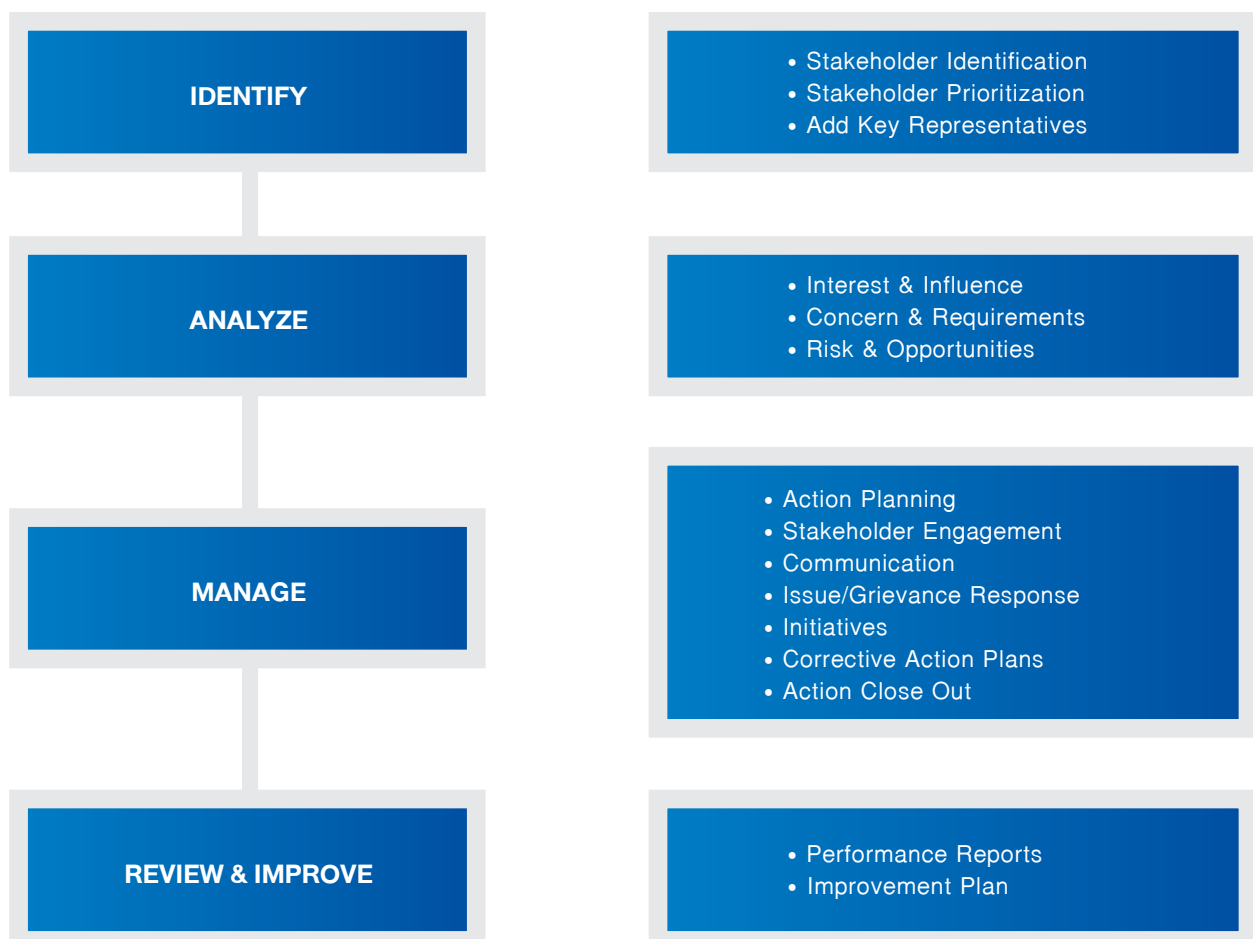 IDENTIFY
• Stakeholder Identification
• Stakeholder Prioritization
• Add Key Representatives
ANALYZE
• Interest & Influence
• Concern & Requirements
• Risk & Opportunities
MANAGE
• Action Planning
• Stakeholder Engagement
• Communication
• Issue/Grievance Response
• Initiatives
• Corrective Action Plans
• Action Close Out
REVIEW & IMPROVE
• Performance Reports
• Improvement Plan